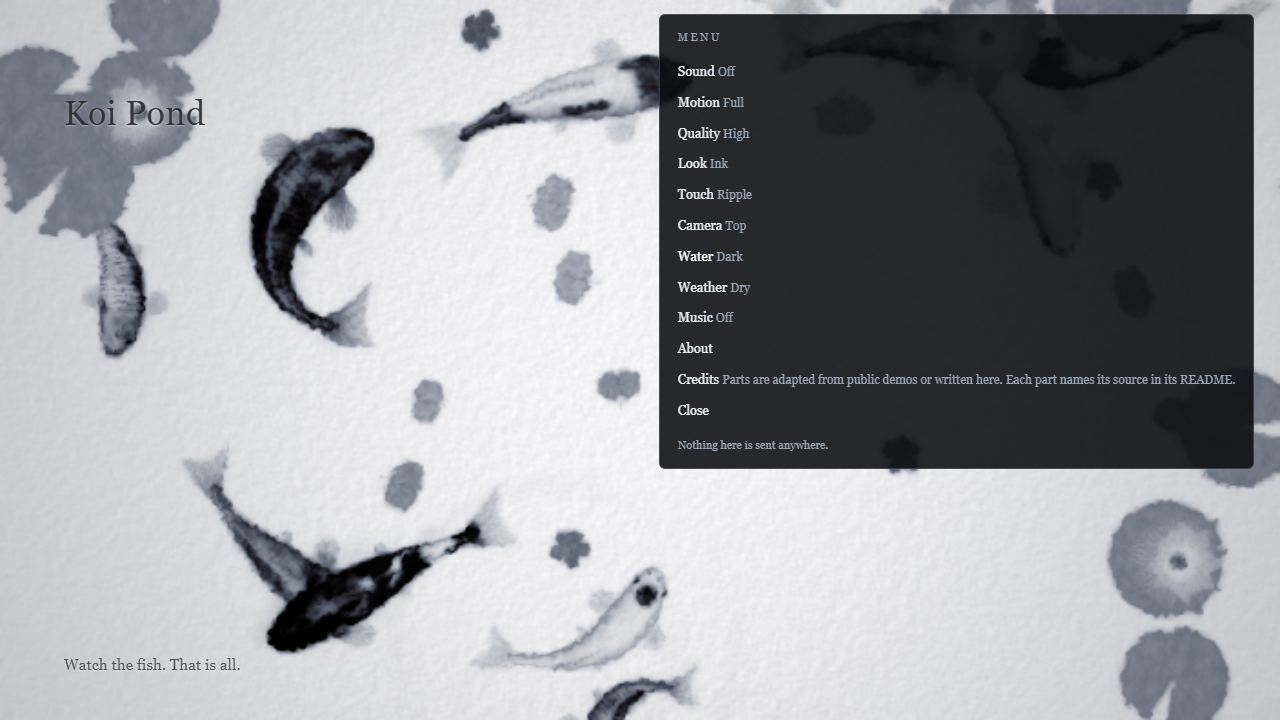 Koi Pond
Watch the fish. That is all.
MENU
Sound Off
Motion Full
Quality High
Look Ink
Touch Ripple
Camera Top
Water Dark
Weather Dry
Music Off
About
Credits Parts are adapted from public demos or written here. Each part names its source in its README.
Close
Nothing here is sent anywhere.